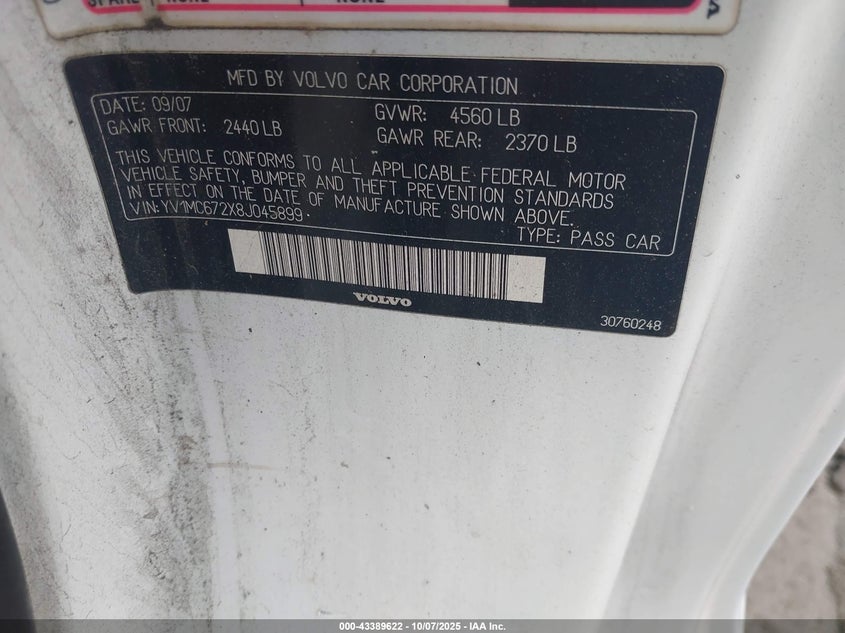 SPARE NONE NONE
MFD BY VOLVO CAR CORPORATION
DATE: 09/07 GVWR: 4560 LB
GAWR FRONT: 2440 LB GAWR REAR: 2370 LB
THIS VEHICLE CONFORMS TO ALL APPLICABLE FEDERAL MOTOR
VEHICLE SAFETY, BUMPER AND THEFT PREVENTION STANDARDS
IN EFFECT ON THE DATE OF MANUFACTURE SHOWN ABOVE.
VIN: YV1MC672X8J045899
TYPE: PASS CAR
VOLVO
30760248
000-43389622 - 10/07/2025 - IAA Inc.